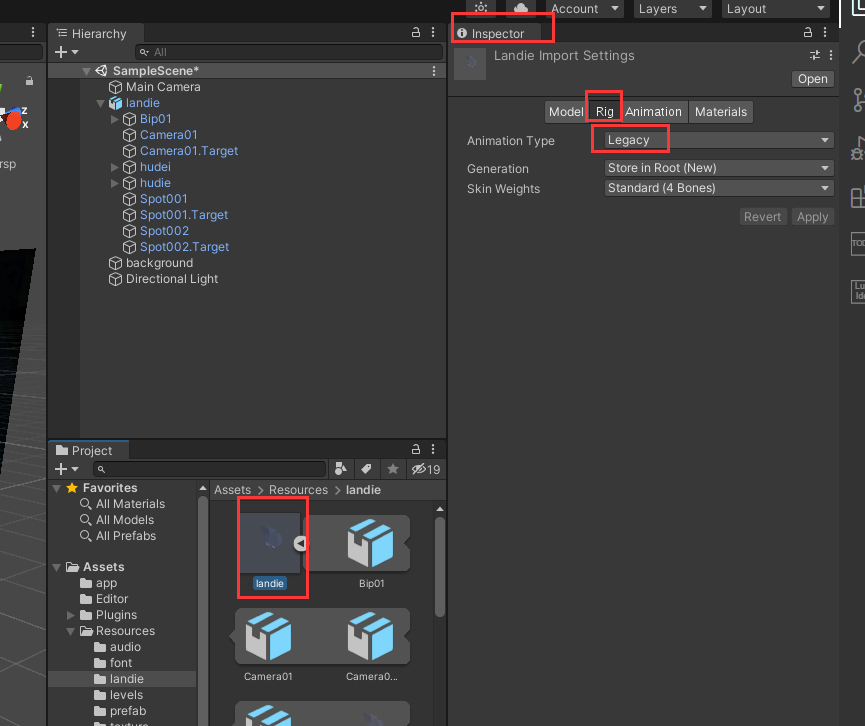 Account
Layers
Layout
Hierarchy
All
SampleScene*
Main Camera
landie
Bip01
Camera01
Camera01.Target
hudei
hudie
Spot001
Spot001.Target
Spot002
Spot002.Target
background
Directional Light
Z
X
rsp
Inspector
Landie Import Settings
Open
Model
Rig
Animation
Materials
Animation Type
Legacy
Generation
Store in Root (New)
Skin Weights
Standard (4 Bones)
Revert
Apply
TOD
Lu
Ide
Project
19
Favorites
All Materials
All Models
All Prefabs
Assets
app
Editor
Plugins
Resources
audio
font
landie
levels
prefab
Assets > Resources > landie
landie
Bip01
Camera01
Camera0...